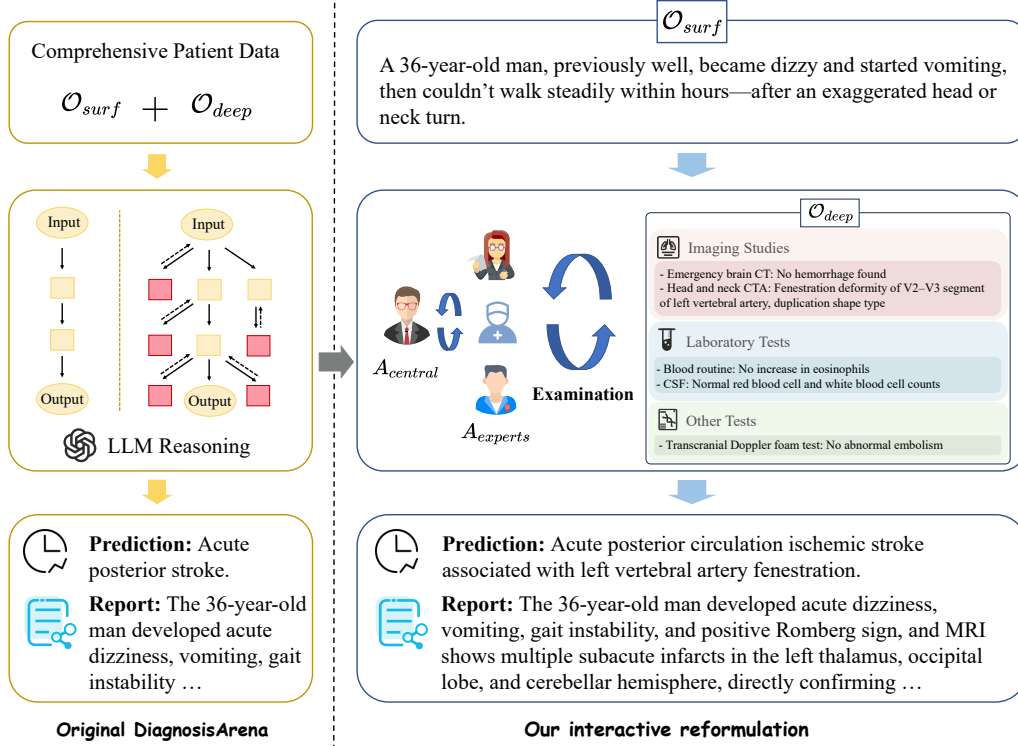 Comprehensive Patient Data
O_surf + O_deep
Input
Output
Input
Output
LLM Reasoning
Prediction: Acute
posterior stroke.
Report: The 36-year-old
man developed acute
dizziness, vomiting, gait
instability …
Original DiagnosisArena
O_surf
A 36-year-old man, previously well, became dizzy and started vomiting,
then couldn’t walk steadily within hours—after an exaggerated head or
neck turn.
A_central
A_experts
Examination
O_deep
Imaging Studies
- Emergency brain CT: No hemorrhage found
- Head and neck CTA: Fenestration deformity of V2–V3 segment
of left vertebral artery, duplication shape type
Laboratory Tests
- Blood routine: No increase in eosinophils
- CSF: Normal red blood cell and white blood cell counts
Other Tests
- Transcranial Doppler foam test: No abnormal embolism
Prediction: Acute posterior circulation ischemic stroke
associated with left vertebral artery fenestration.
Report: The 36-year-old man developed acute dizziness,
vomiting, gait instability, and positive Romberg sign, and MRI
shows multiple subacute infarcts in the left thalamus, occipital
lobe, and cerebellar hemisphere, directly confirming …
Our interactive reformulation